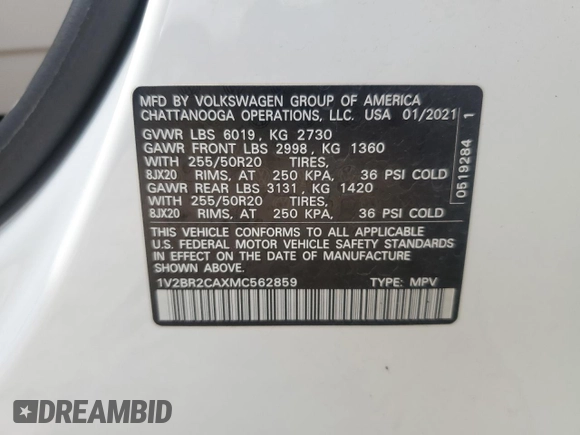 MFD BY VOLKSWAGEN GROUP OF AMERICA
CHATTANOOGA OPERATIONS, LLC. USA 01/2021
GVWR LBS 6019, KG 2730
GAWR FRONT LBS 2998, KG 1360
WITH 255/50R20 TIRES,
8JX20 RIMS, AT 250 KPA, 36 PSI COLD
GAWR REAR LBS 3131, KG 1420
WITH 255/50R20 TIRES,
8JX20 RIMS, AT 250 KPA, 36 PSI COLD
THIS VEHICLE CONFORMS TO ALL APPLICABLE
U.S. FEDERAL MOTOR VEHICLE SAFETY STANDARDS
IN EFFECT ON THE DATE OF MANUFACTURE
SHOWN ABOVE.
1V2BR2CAXMC562859 TYPE: MPV
0519284 1
DREAMBID